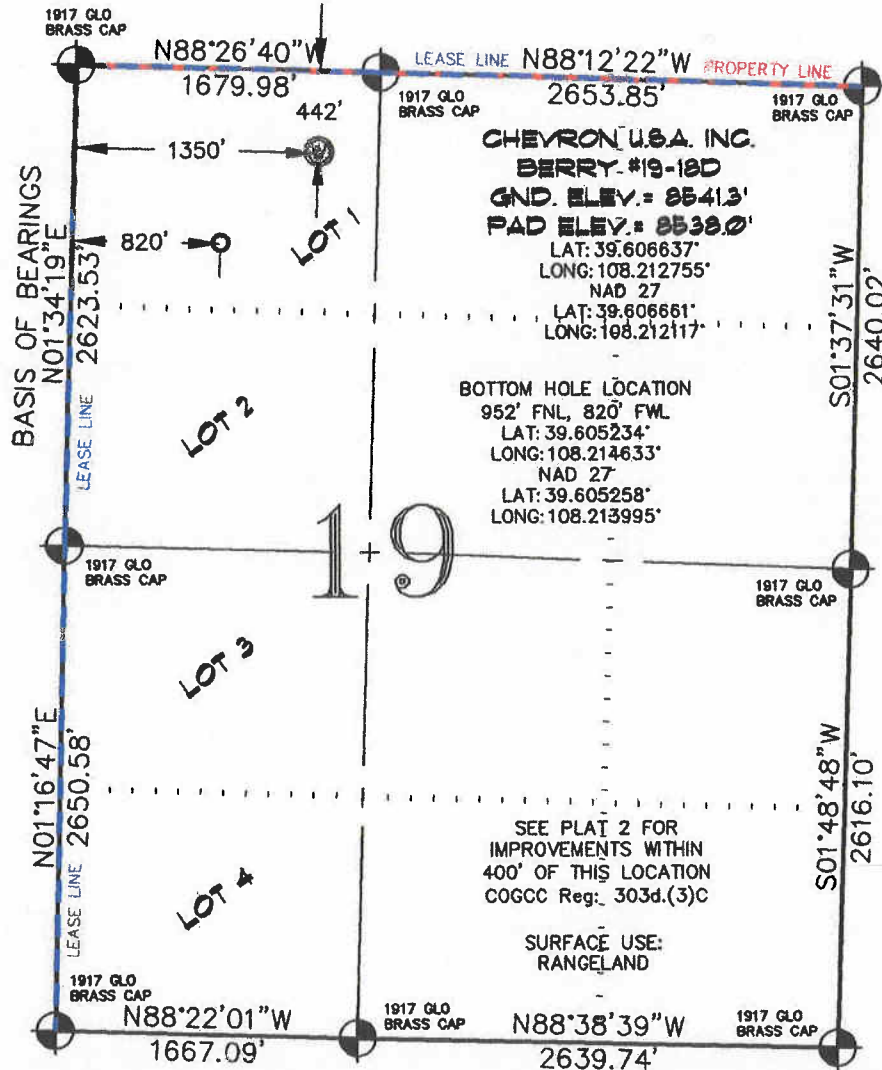 1917 GLO
BRASS CAP
N88°26'40"W
1679.98'
LEASE LINE
N88°12'22"W
2653.85'
PROPERTY LINE
1917 GLO
BRASS CAP
1917 GLO
BRASS CAP
442'
1350'
820'
LOT 1
CHEVRON U.S.A. INC.
BERRY #19-18D
GND. ELEV.= 8541.3'
PAD ELEV.= 8538.0'
LAT: 39.606637°
LONG: 108.212755°
NAD 27
LAT: 39.606661°
LONG: 108.212117°
BASIS OF BEARINGS
N01°34'19"E
2623.53'
LEASE LINE
S01°37'31"W
2640.02'
LOT 2
BOTTOM HOLE LOCATION
952' FNL, 820' FWL
LAT: 39.605234°
LONG: 108.214633°
NAD 27
LAT: 39.605258°
LONG: 108.213995°
19
1917 GLO
BRASS CAP
1917 GLO
BRASS CAP
LOT 3
N01°16'47"E
2650.58'
LEASE LINE
S01°48'48"W
2616.10'
LOT 4
SEE PLAT 2 FOR
IMPROVEMENTS WITHIN
400' OF THIS LOCATION
COGCC Reg: 303d.(3)C
SURFACE USE:
RANGELAND
1917 GLO
BRASS CAP
N88°22'01"W
1667.09'
1917 GLO
BRASS CAP
N88°38'39"W
2639.74'
1917 GLO
BRASS CAP